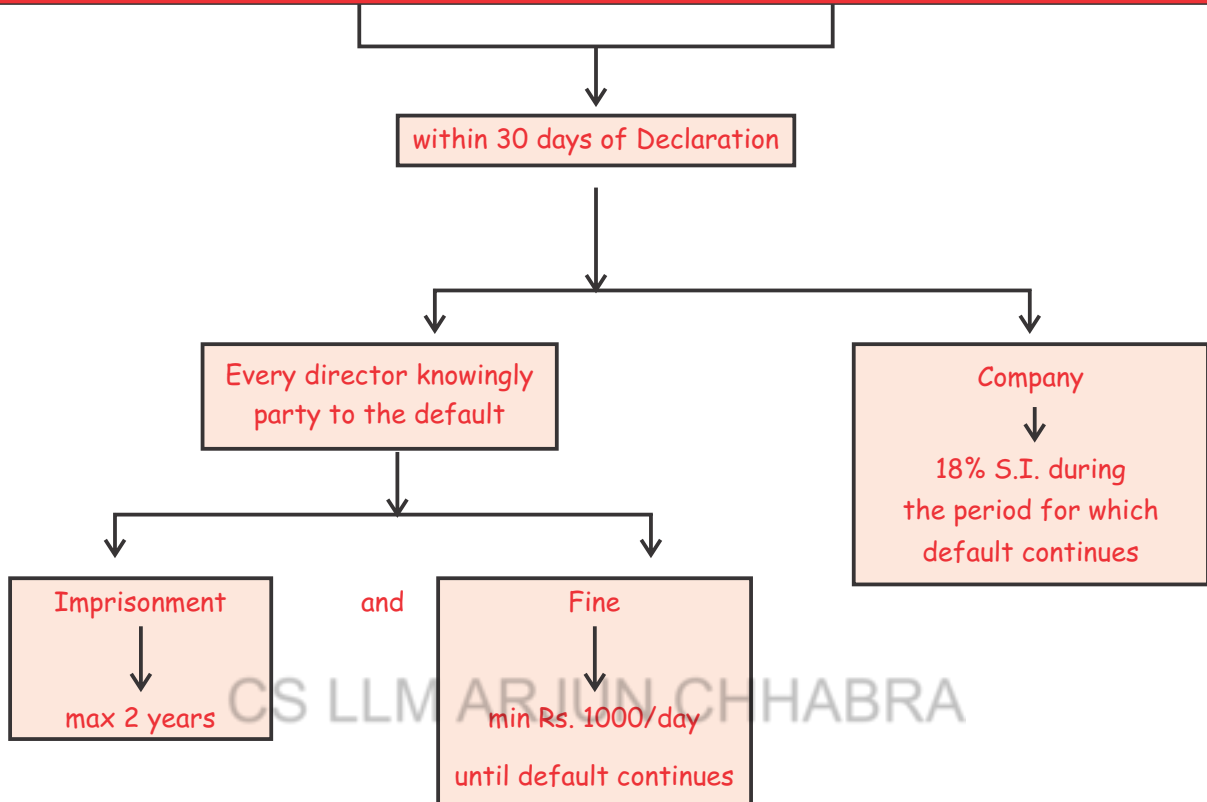 within 30 days of Declaration
Every director knowingly
party to the default
Company
18% S.I. during
the period for which
default continues
Imprisonment
and
Fine
max 2 years
min Rs. 1000/day
until default continues
CS LLM ARJUN CHHABRA